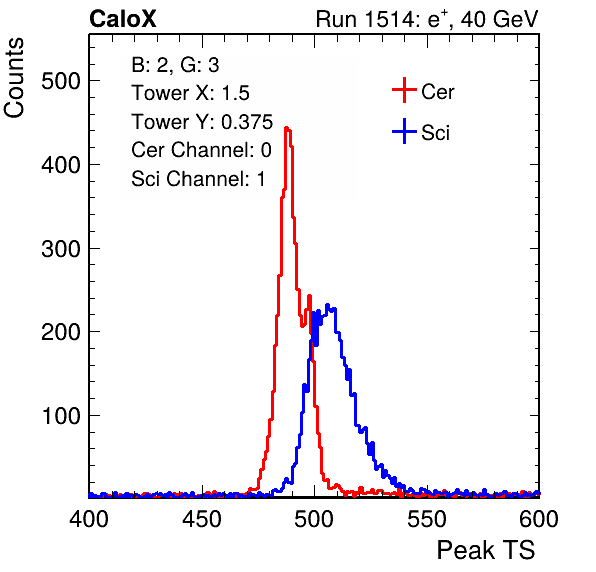 CaloX
Run 1514: e+, 40 GeV
Counts
B: 2, G: 3
Tower X: 1.5
Tower Y: 0.375
Cer Channel: 0
Sci Channel: 1
Cer
Sci
500
400
300
200
100
400
450
500
550
600
Peak TS